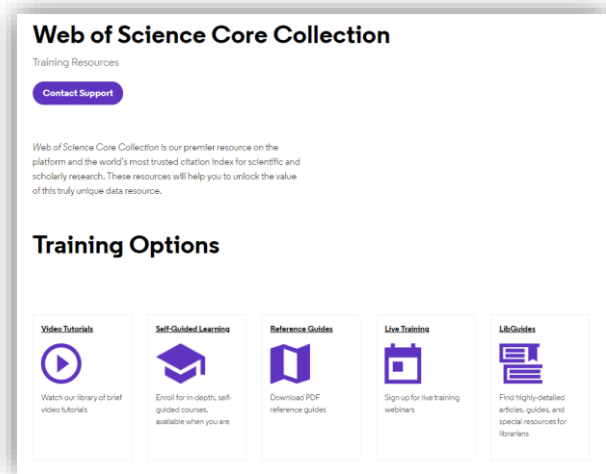 Web of Science Core Collection
Training Resources
Contact Support
Web of Science Core Collection is our premier resource on the
platform and the world's most trusted citation index for scientific and
scholarly research. These resources will help you to unlock the value
of this truly unique data resource.
Training Options
Video Tutorials
Watch our library of brief
video tutorials
Self-Guided Learning
Enroll for in-depth, self-
guided courses,
available when you are
Reference Guides
Download PDF
reference guides
Live Training
Sign up for live training
webinars
LibGuides
Find highly-detailed
articles, guides, and
special resources for
librarians